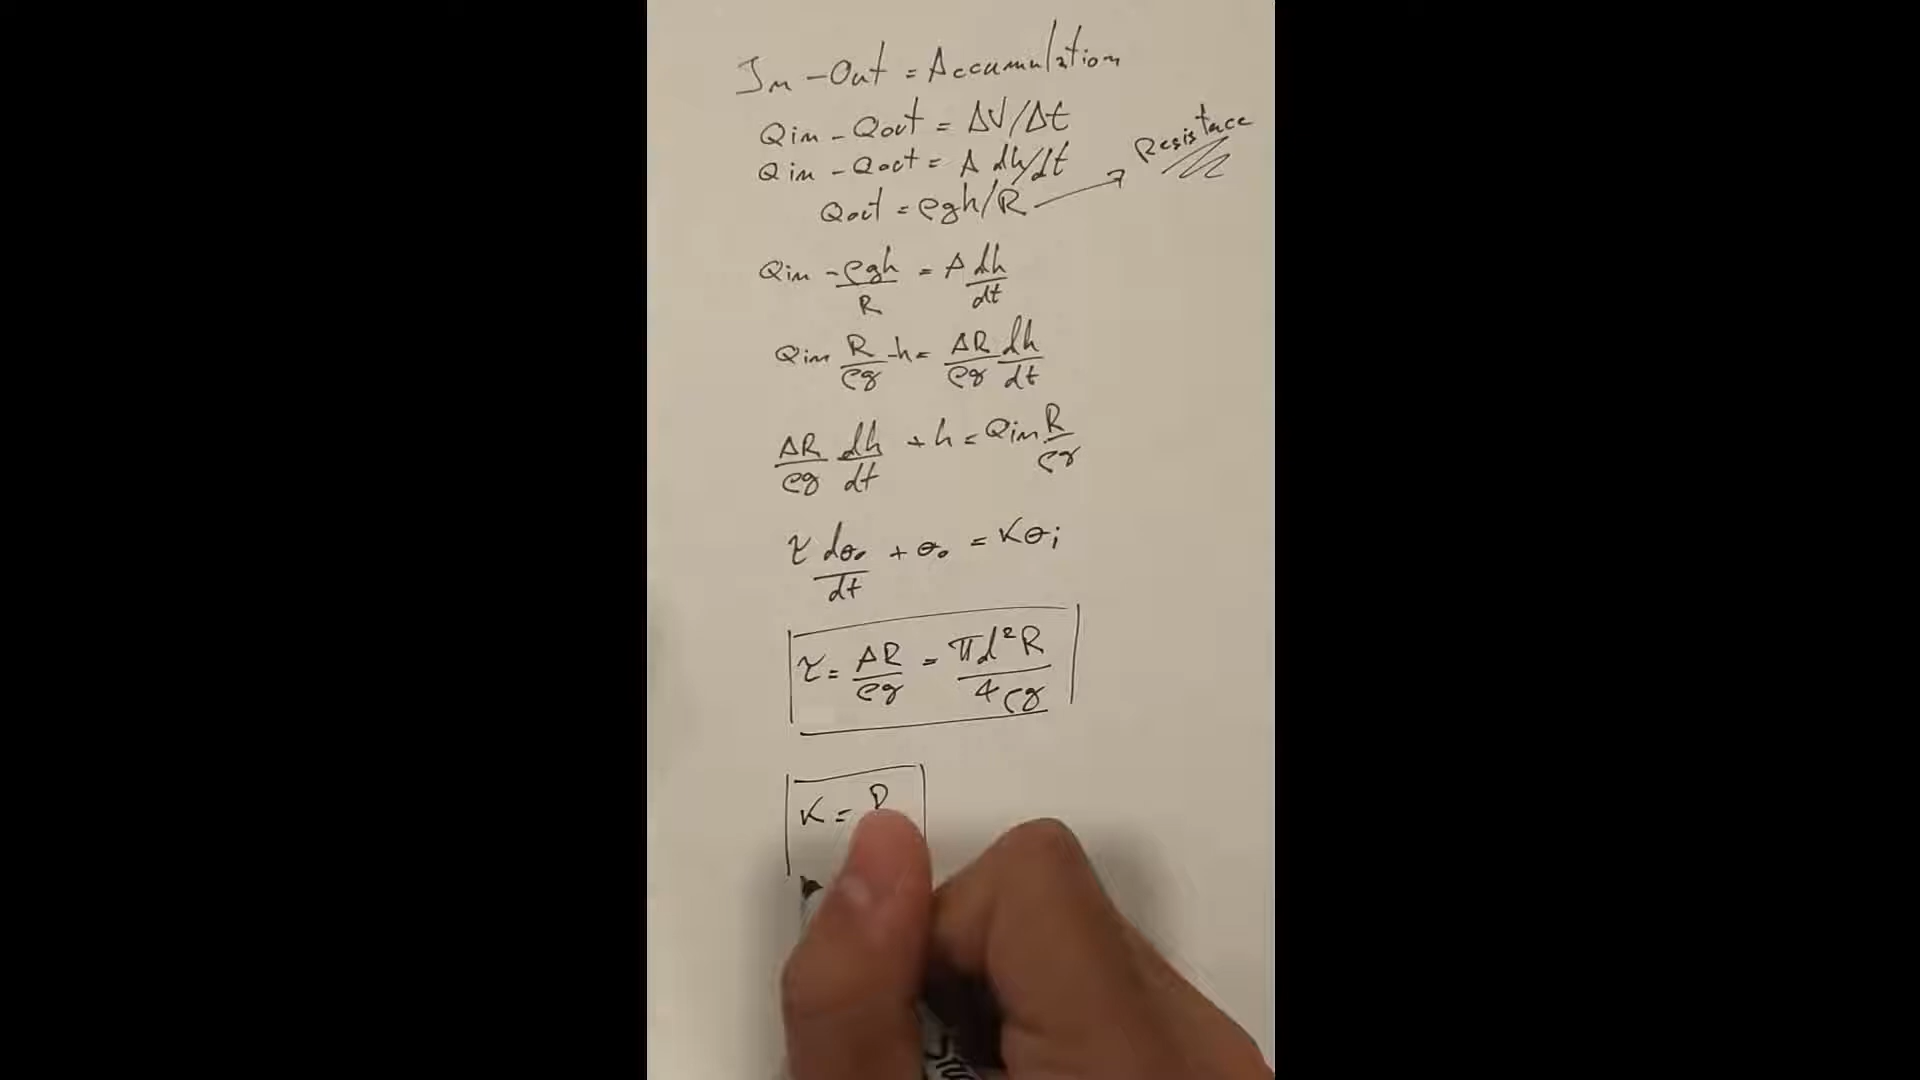 In - Out = Accumulation
Qin - Qout = ΔV/Δt
Qin - Qout = A dh/dt
Resistace
Qout = ρgh/R →
Qin - ρgh/R = A dh/dt
Qin R/ρg - h = AR/ρg dh/dt
AR/ρg dh/dt + h = Qin R/ρg
τ dθo/dt + θo = Kθi
τ = AR/ρg = πd²R/4ρg
K =